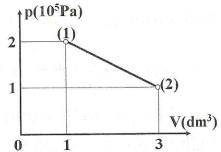 p(10⁵Pa)
(1)
2
(2)
1
V(dm³)
0 1 3